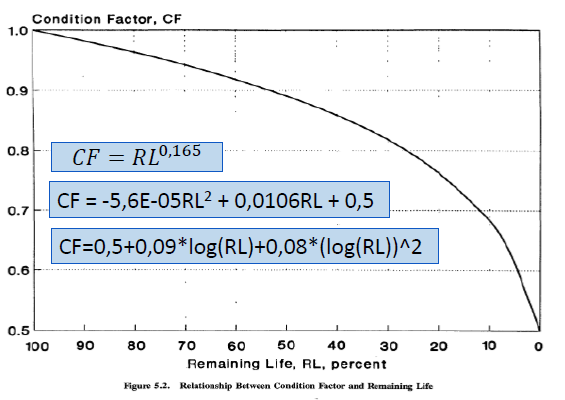 Condition Factor, CF
1.0
0.9
0.8
0.7
0.6
0.5
CF = RL^0,165
CF = -5,6E-05RL² + 0,0106RL + 0,5
CF=0,5+0,09*log(RL)+0,08*(log(RL))^2
100 90 80 70 60 50 40 30 20 10 0
Remaining Life, RL, percent
Figure 5.2. Relationship Between Condition Factor and Remaining Life